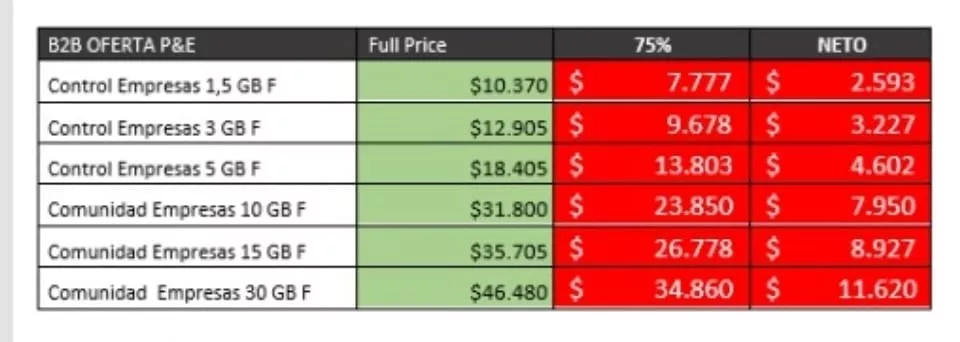 B2B OFERTA P&E Full Price 75% NETO
Control Empresas 1,5 GB F $10.370 $ 7.777 $ 2.593
Control Empresas 3 GB F $12.905 $ 9.678 $ 3.227
Control Empresas 5 GB F $18.405 $ 13.803 $ 4.602
Comunidad Empresas 10 GB F $31.800 $ 23.850 $ 7.950
Comunidad Empresas 15 GB F $35.705 $ 26.778 $ 8.927
Comunidad Empresas 30 GB F $46.480 $ 34.860 $ 11.620